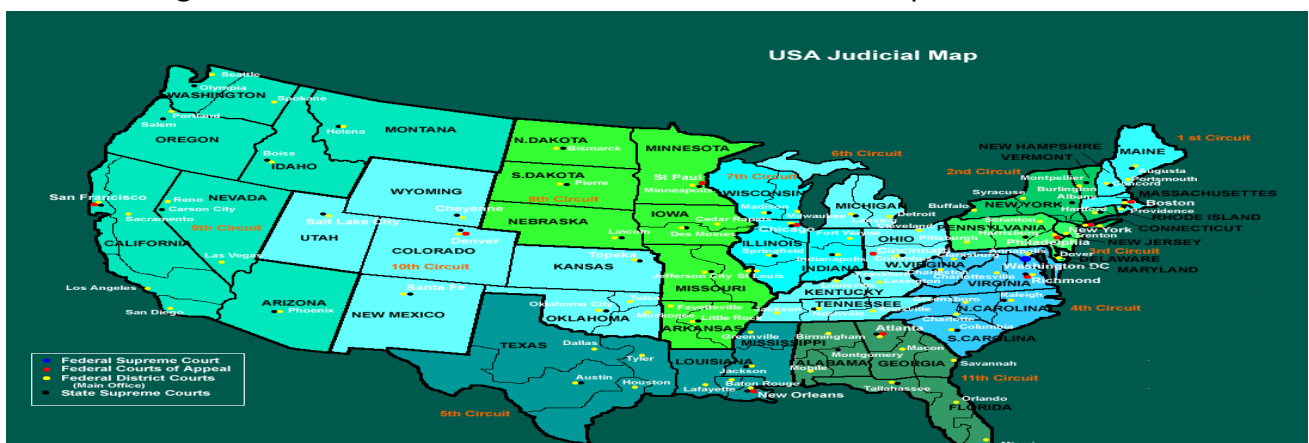 USA Judicial Map
Seattle
Olympia
WASHINGTON
Spokone
Portland
Salem
OREGON
Helena
MONTANA
Boise
IDAHO
N.DAKOTA
Bismarck
MINNESOTA
St Paul
Minneapolis
S.DAKOTA
Pierre
8th Circuit
WYOMING
Cheyenne
NEBRASKA
Lincoln
IOWA
Cedar Rapids
Des Moines
7th Circuit
WISCONSIN
Madison
Milwaukee
Chicago
6th Circuit
MICHIGAN
Lansing
Detroit
1 st Circuit
NEW HAMPSHIRE
VERMONT
MAINE
2nd Circuit
Montpelier
Augusta
Portsmouth
Concord
Burlington
Syracuse
Albany
MASSACHUSETTES
Buffalo
NEW YORK
Boston
Hartford
Providence
RHODE ISLAND
CONNECTICUT
Scranton
PENNSYLVANIA
New York
Trenton
Harrisburg
Philadelphia
NEW JERSEY
3rd Circuit
Pittsburgh
Dover
DELAWARE
MARYLAND
Washington DC
Richmond
San Francisco
NEVADA
Reno
Carson City
Sacramento
9th Circuit
CALIFORNIA
Las Vegas
Los Angeles
San Diego
ARIZONA
Phoenix
Salt Lake City
UTAH
Denver
COLORADO
10th Circuit
Santa Fe
NEW MEXICO
KANSAS
Topeka
Oklahoma City
Tulsa
Muskogee
OKLAHOMA
Jefferson City
St Louis
MISSOURI
Fayetteville
Little Rock
ARKANSAS
ILLINOIS
Springfield
Fort Wayne
Indianapolis
INDIANA
Cleveland
OHIO
W.VIRGINIA
Charleston
Charlottesville
VIRGINIA
KENTUCKY
Lexington
TENNESSEE
Jackson
Nashville
Knoxville
Greensboro
Raleigh
N.CAROLINA
Charlotte
Columbia
S.CAROLINA
4th Circuit
TEXAS
Dallas
Tyler
Austin
Houston
5th Circuit
LOUISIANA
Greenville
MISSISSIPPI
Jackson
Baton Rouge
Lafayette
New Orleans
Birmingham
Atlanta
Montgomery
Macon
ALABAMA
GEORGIA
Mobile
Savannah
Tallahassee
11th Circuit
Orlando
FLORIDA
Federal Supreme Court
Federal Courts of Appeal
Federal District Courts
(Main Office)
State Supreme Courts